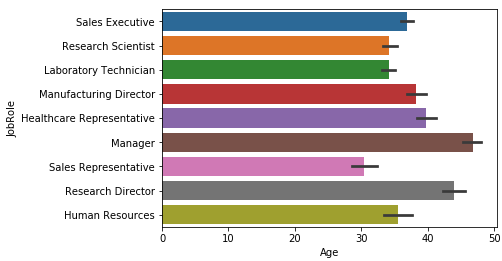 Sales Executive
Research Scientist
Laboratory Technician
Manufacturing Director
Healthcare Representative
Manager
Sales Representative
Research Director
Human Resources
JobRole
0 10 20 30 40 50
Age